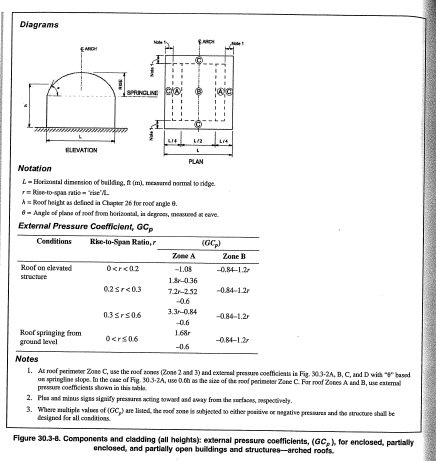 Diagrams
Note 1
℄ ARCH
Note 1
℄ ARCH
RISE
SPRINGLINE
Note 1
C
C A B A C
h
C
Note 1
L
L/4 L/2 L/4
L
ELEVATION
PLAN
Notation
L = Horizontal dimension of building, ft (m), measured normal to ridge.
r = Rise-to-span ratio = "rise"/L.
h = Roof height as defined in Chapter 26 for roof angle θ.
θ = Angle of plane of roof from horizontal, in degrees, measured at eave.
External Pressure Coefficient, GCp
Conditions Rise-to-Span Ratio, r (GCp)
Zone A Zone B
Roof on elevated structure 0 < r < 0.2 −1.08 −0.84–1.2r
1.8r–0.36
0.2 ≤ r < 0.3 7.2r–2.52 −0.84–1.2r
−0.6
0.3 ≤ r ≤ 0.6 3.3r–0.84 −0.84–1.2r
−0.6
Roof springing from ground level 0 < r ≤ 0.6 1.68r −0.84–1.2r
−0.6
Notes
1. At roof perimeter Zone C, use the roof zones (Zone 2 and 3) and external pressure coefficients in Fig. 30.3-2A, B, C, and D with "θ" based
on springline slope. In the case of Fig. 30.3-2A, use 0.6h as the size of the roof perimeter Zone C. For roof Zones A and B, use external
pressure coefficients shown in this table.
2. Plus and minus signs signify pressures acting toward and away from the surfaces, respectively.
3. Where multiple values of (GCp) are listed, the roof zone is subjected to either positive or negative pressures and the structure shall be
designed for all conditions.
Figure 30.3-8. Components and cladding (all heights): external pressure coefficients, (GCp), for enclosed, partially
enclosed, and partially open buildings and structures—arched roofs.